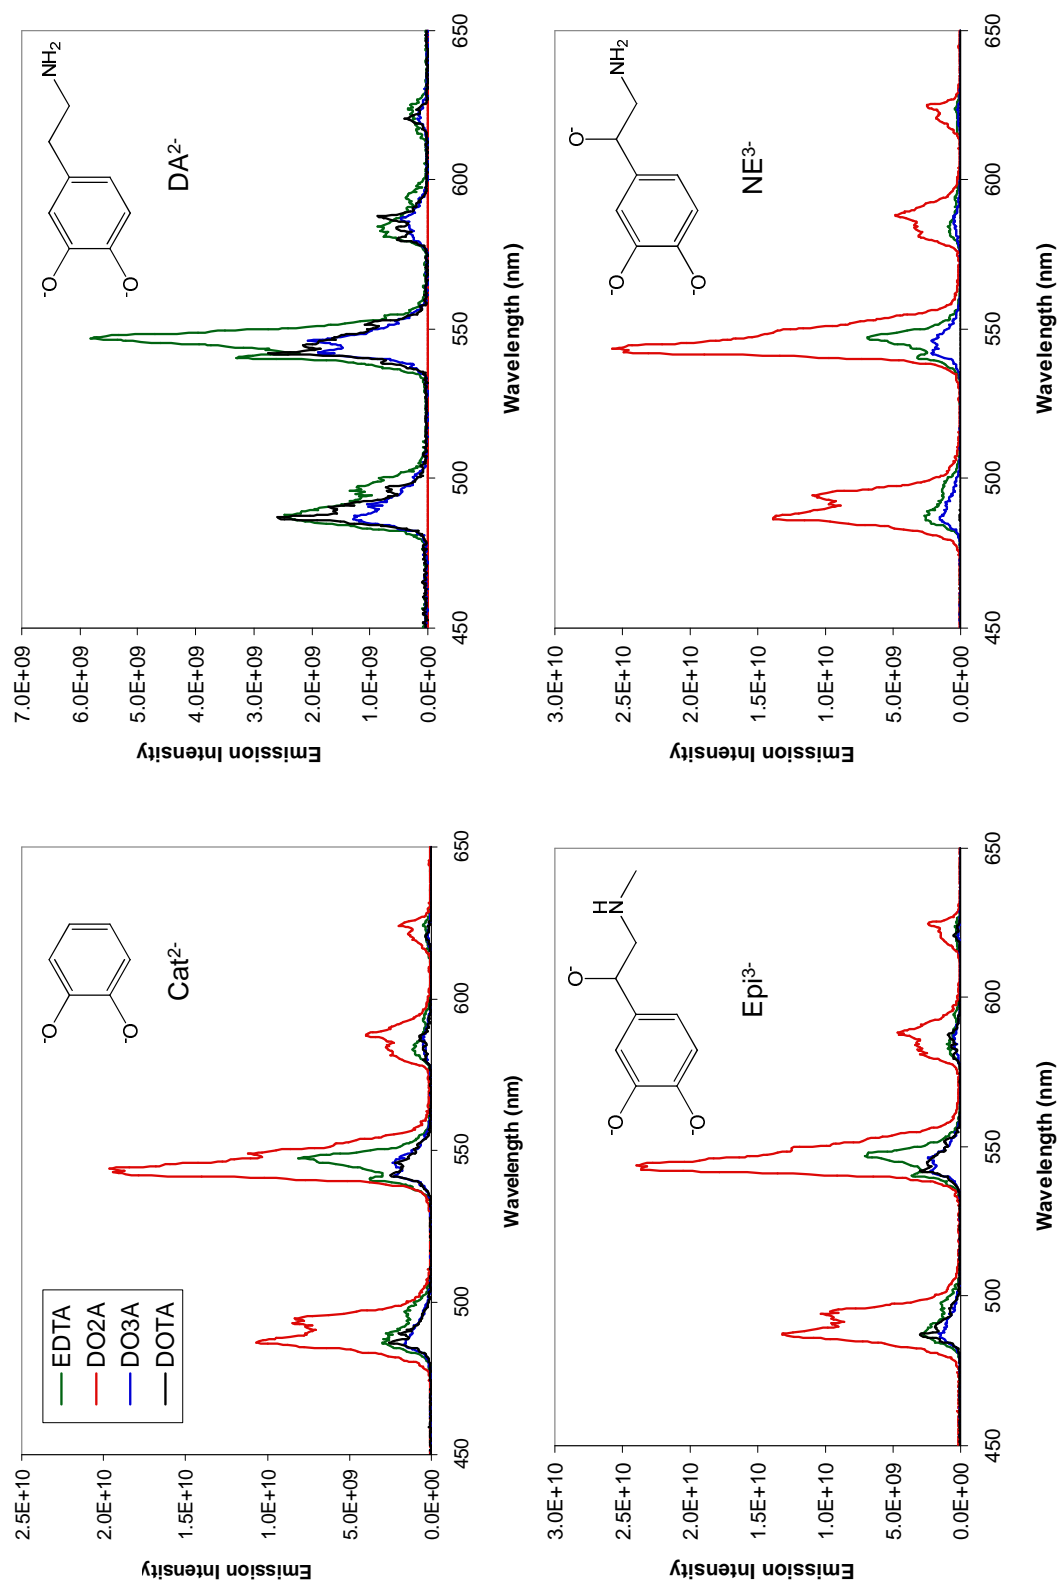 2.5E+10
2.0E+10
1.5E+10
1.0E+10
5.0E+09
0.0E+00
Emission Intensity
450
500
550
600
650
Wavelength (nm)
EDTA
DO2A
DO3A
DOTA
-O
-O
Cat2-
7.0E+09
6.0E+09
5.0E+09
4.0E+09
3.0E+09
2.0E+09
1.0E+09
0.0E+00
Emission Intensity
450
500
550
600
650
Wavelength (nm)
-O
-O
NH2
DA2-
3.0E+10
2.5E+10
2.0E+10
1.5E+10
1.0E+10
5.0E+09
0.0E+00
Emission Intensity
450
500
550
600
650
Wavelength (nm)
O-
H
N
-O
-O
Epi3-
3.0E+10
2.5E+10
2.0E+10
1.5E+10
1.0E+10
5.0E+09
0.0E+00
Emission Intensity
450
500
550
600
650
Wavelength (nm)
O-
NH2
-O
-O
NE3-